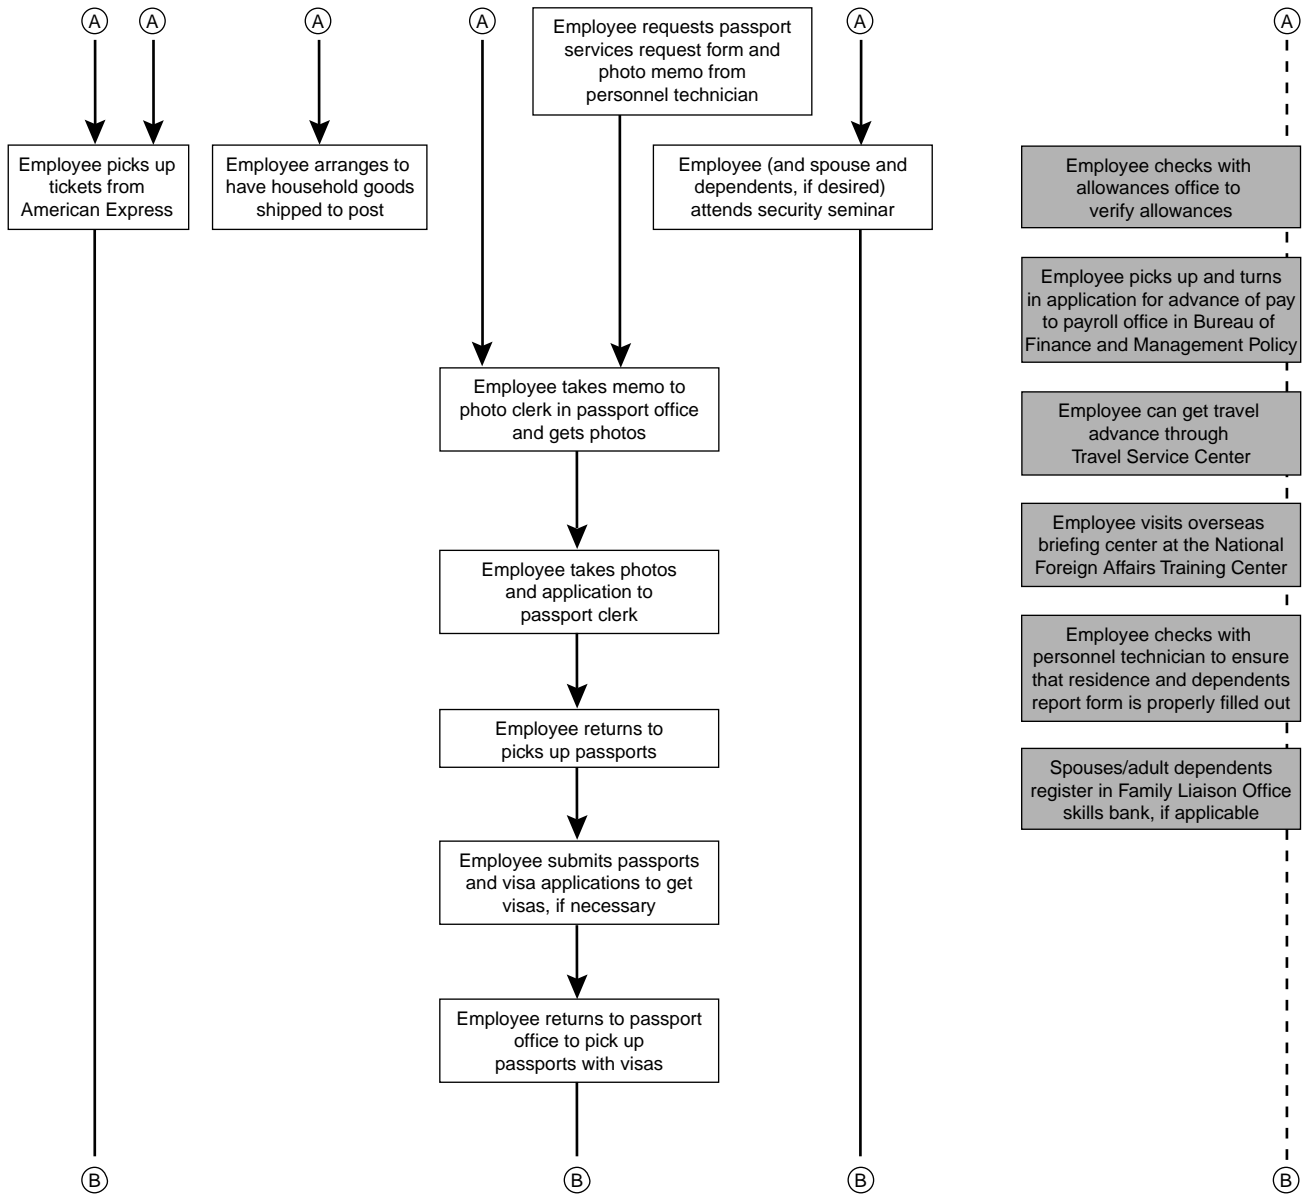 A
A
A
A
Employee requests passport
services request form and
photo memo from
personnel technician
A
A
Employee picks up
tickets from
American Express
Employee arranges to
have household goods
shipped to post
Employee (and spouse and
dependents, if desired)
attends security seminar
Employee takes memo to
photo clerk in passport office
and gets photos
Employee takes photos
and application to
passport clerk
Employee returns to
picks up passports
Employee submits passports
and visa applications to get
visas, if necessary
Employee returns to passport
office to pick up
passports with visas
Employee checks with
allowances office to
verify allowances
Employee picks up and turns
in application for advance of pay
to payroll office in Bureau of
Finance and Management Policy
Employee can get travel
advance through
Travel Service Center
Employee visits overseas
briefing center at the National
Foreign Affairs Training Center
Employee checks with
personnel technician to ensure
that residence and dependents
report form is properly filled out
Spouses/adult dependents
register in Family Liaison Office
skills bank, if applicable
B
B
B
B